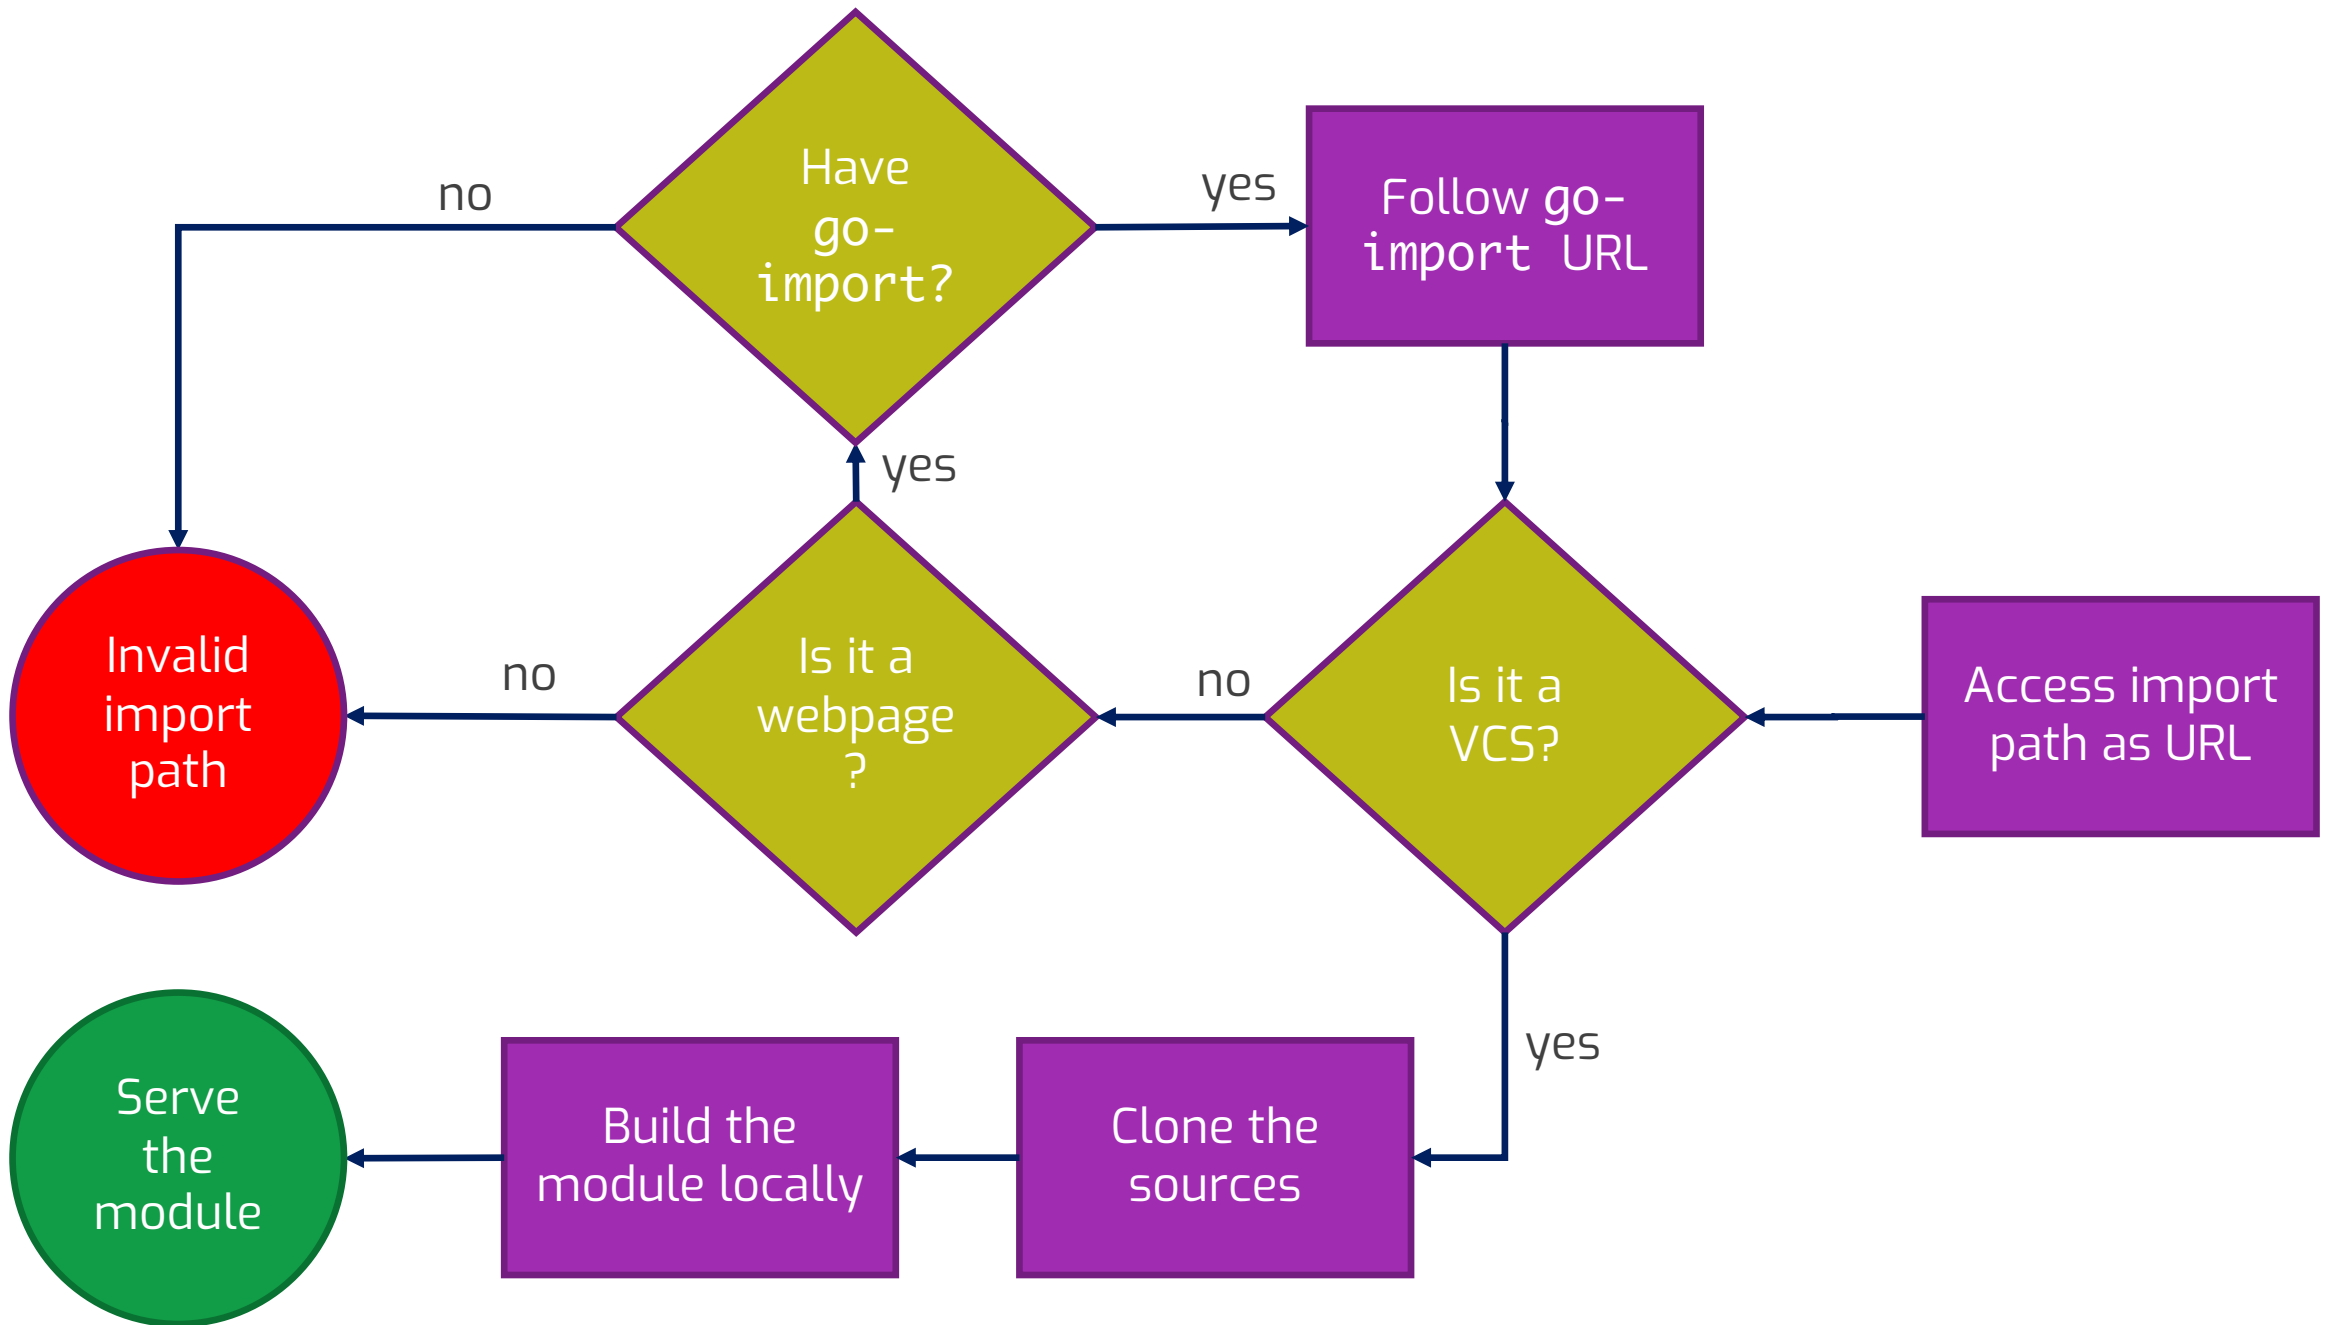 Have
go-
import?
no
yes
Follow go-
import URL
yes
Invalid
import
path
no
Is it a
webpage
?
no
Is it a
VCS?
Access import
path as URL
yes
Serve
the
module
Build the
module locally
Clone the
sources